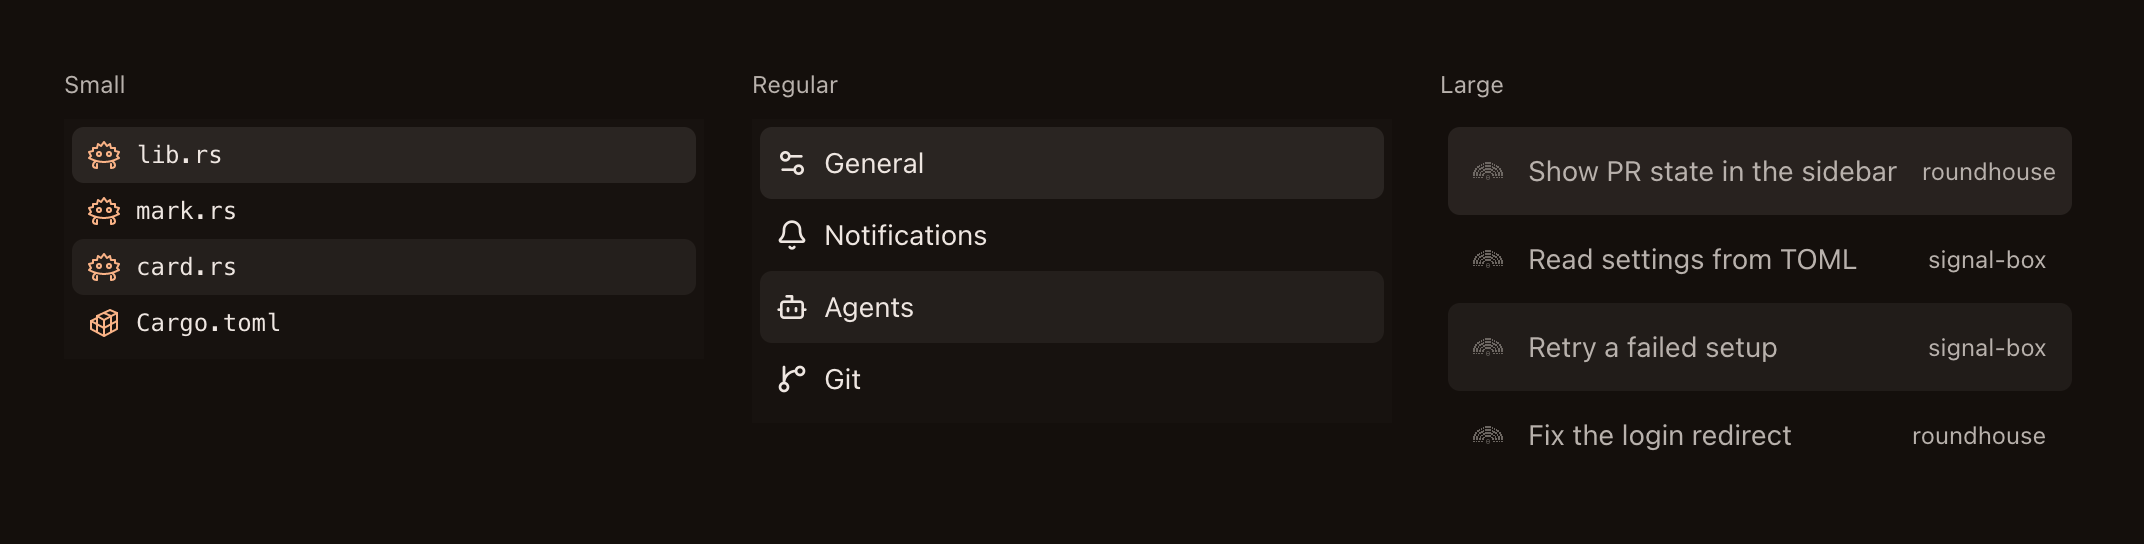 Small
lib.rs
mark.rs
card.rs
Cargo.toml
Regular
General
Notifications
Agents
Git
Large
Show PR state in the sidebar roundhouse
Read settings from TOML signal-box
Retry a failed setup signal-box
Fix the login redirect roundhouse